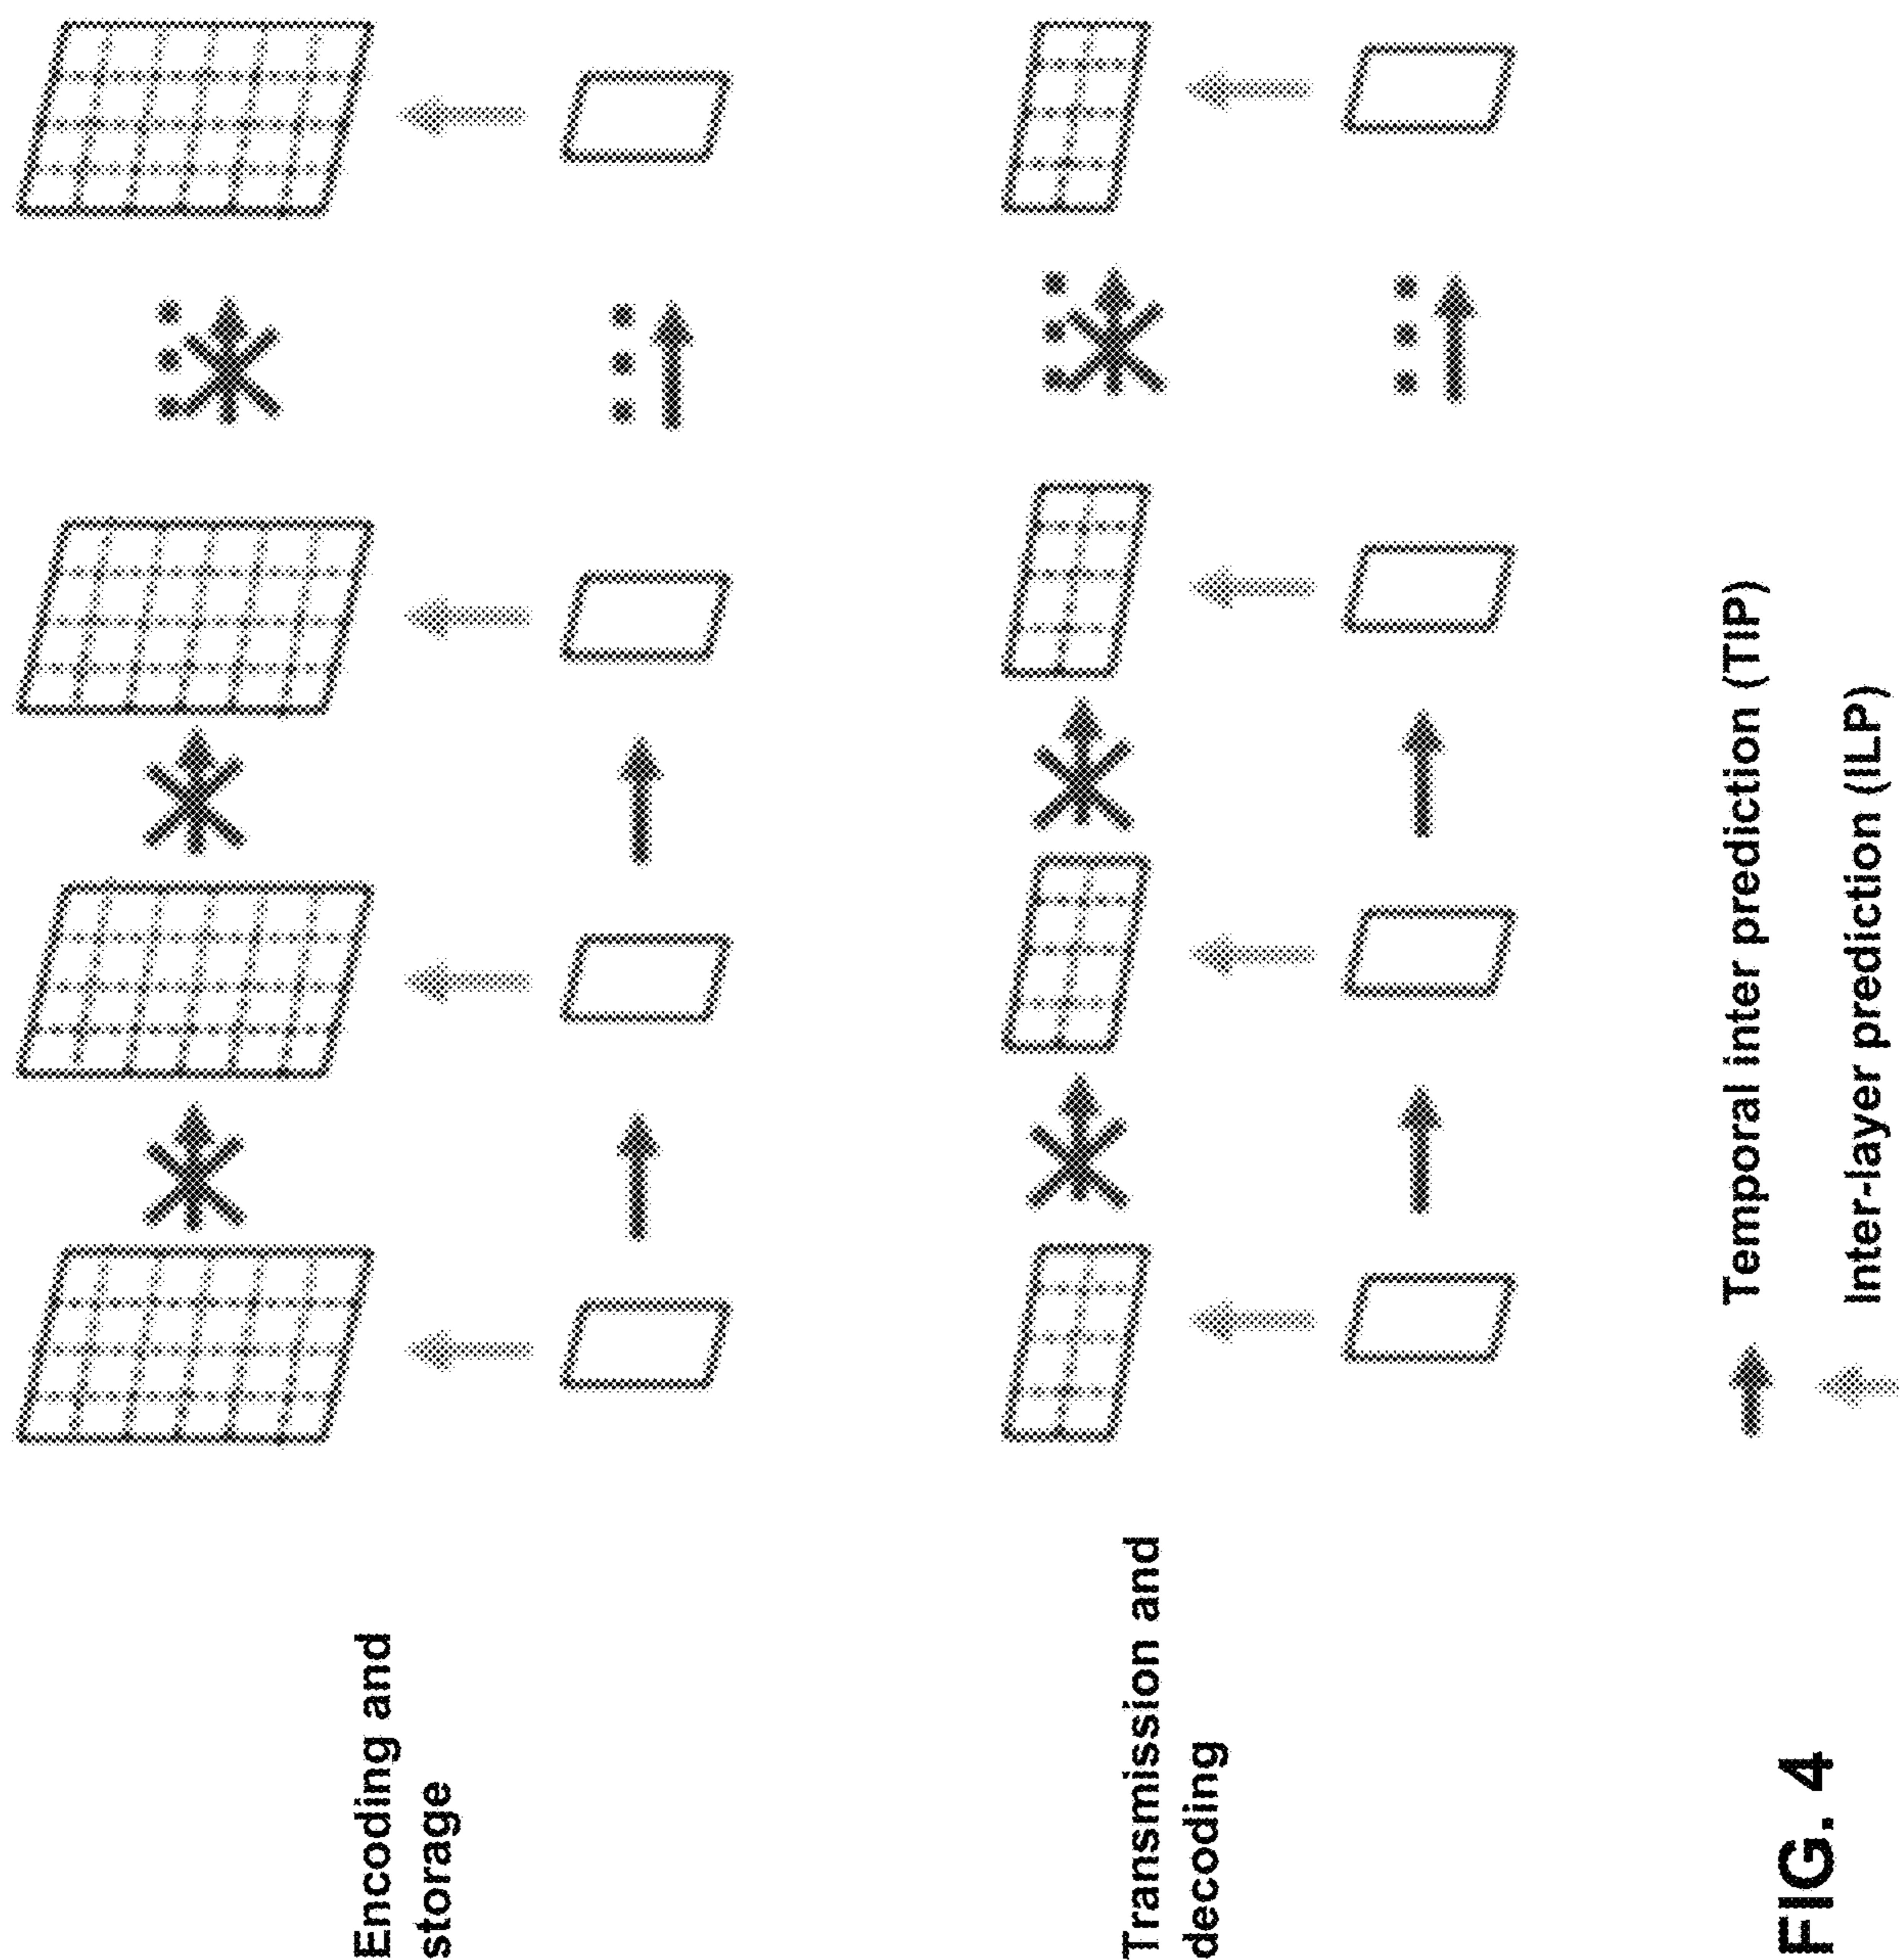 Encoding and
storage
Transmission and
decoding
Temporal inter prediction (TIP)
Inter-layer prediction (ILP)
FIG. 4